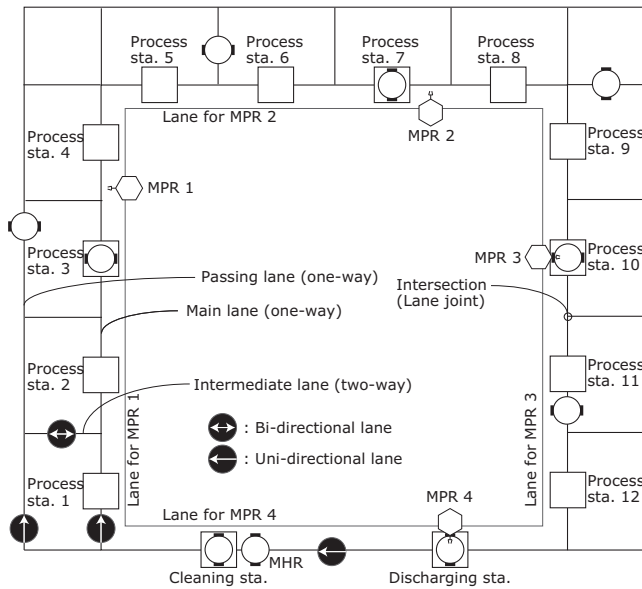 Process
sta. 5
Process
sta. 6
Process
sta. 7
Process
sta. 8
Lane for MPR 2
MPR 2
Process
sta. 4
Process
sta. 9
MPR 1
Process
sta. 3
MPR 3
Process
sta. 10
Passing lane (one-way)
Intersection
(Lane joint)
Main lane (one-way)
Process
sta. 2
Process
sta. 11
Intermediate lane (two-way)
Lane for MPR 1
Lane for MPR 3
: Bi-directional lane
: Uni-directional lane
Process
sta. 1
Process
sta. 12
MPR 4
Lane for MPR 4
MHR
Cleaning sta.
Discharging sta.